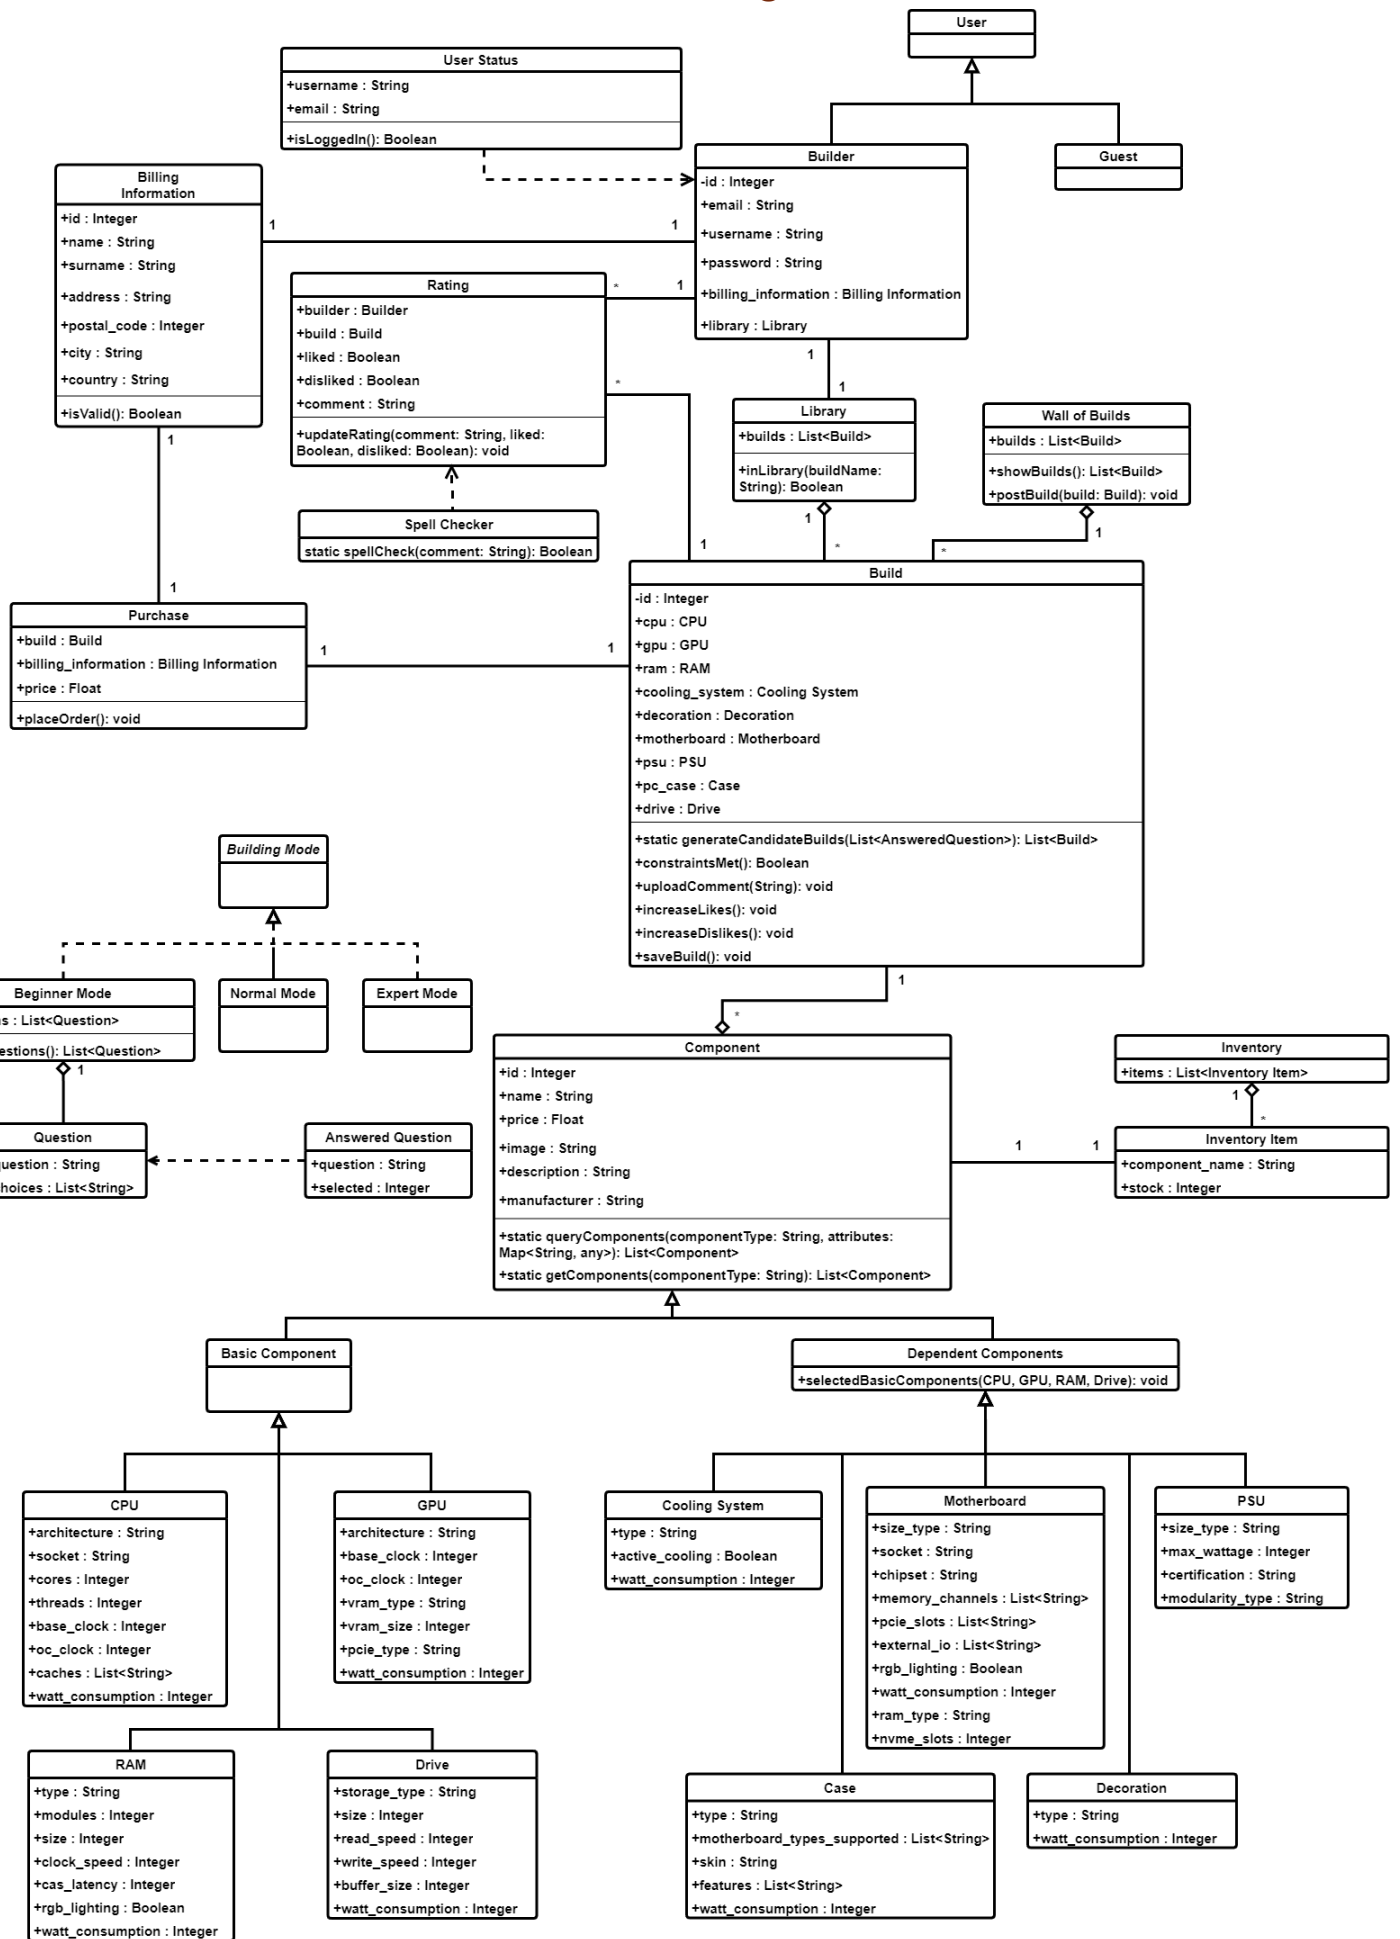 User
User Status
+username : String
+email : String
+isLoggedIn(): Boolean
Builder
-id : Integer
+email : String
+username : String
+password : String
+billing_information : Billing Information
+library : Library
Guest
Billing
Information
+id : Integer
+name : String
+surname : String
+address : String
+postal_code : Integer
+city : String
+country : String
+isValid(): Boolean
1
1
Rating
+builder : Builder
+build : Build
+liked : Boolean
+disliked : Boolean
+comment : String
+updateRating(comment: String, liked:
Boolean, disliked: Boolean): void
*
1
*
1
1
1
Library
+builds : List<Build>
+inLibrary(buildName:
String): Boolean
Wall of Builds
+builds : List<Build>
+showBuilds(): List<Build>
+postBuild(build: Build): void
Spell Checker
static spellCheck(comment: String): Boolean
1
*
1
*
1
1
Purchase
+build : Build
+billing_information : Billing Information
+price : Float
+placeOrder(): void
1
1
Build
-id : Integer
+cpu : CPU
+gpu : GPU
+ram : RAM
+cooling_system : Cooling System
+decoration : Decoration
+motherboard : Motherboard
+psu : PSU
+pc_case : Case
+drive : Drive
+static generateCandidateBuilds(List<AnsweredQuestion>): List<Build>
+constraintsMet(): Boolean
+uploadComment(String): void
+increaseLikes(): void
+increaseDislikes(): void
+saveBuild(): void
Building Mode
Beginner Mode
: List<Question>
: List<Question>
Normal Mode
Expert Mode
1
Question
: String
: List<String>
Answered Question
+question : String
+selected : Integer
1
*
Component
+id : Integer
+name : String
+price : Float
+image : String
+description : String
+manufacturer : String
+static queryComponents(componentType: String, attributes:
Map<String, any>): List<Component>
+static getComponents(componentType: String): List<Component>
1
1
Inventory
+items : List<Inventory Item>
1
*
Inventory Item
+component_name : String
+stock : Integer
Basic Component
Dependent Components
+selectedBasicComponents(CPU, GPU, RAM, Drive): void
CPU
+architecture : String
+socket : String
+cores : Integer
+threads : Integer
+base_clock : Integer
+oc_clock : Integer
+caches : List<String>
+watt_consumption : Integer
GPU
+architecture : String
+base_clock : Integer
+oc_clock : Integer
+vram_type : String
+vram_size : Integer
+pcie_type : String
+watt_consumption : Integer
Cooling System
+type : String
+active_cooling : Boolean
+watt_consumption : Integer
Motherboard
+size_type : String
+socket : String
+chipset : String
+memory_channels : List<String>
+pcie_slots : List<String>
+external_io : List<String>
+rgb_lighting : Boolean
+watt_consumption : Integer
+ram_type : String
+nvme_slots : Integer
PSU
+size_type : String
+max_wattage : Integer
+certification : String
+modularity_type : String
RAM
+type : String
+modules : Integer
+size : Integer
+clock_speed : Integer
+cas_latency : Integer
+rgb_lighting : Boolean
+watt_consumption : Integer
Drive
+storage_type : String
+size : Integer
+read_speed : Integer
+write_speed : Integer
+buffer_size : Integer
+watt_consumption : Integer
Case
+type : String
+motherboard_types_supported : List<String>
+skin : String
+features : List<String>
+watt_consumption : Integer
Decoration
+type : String
+watt_consumption : Integer